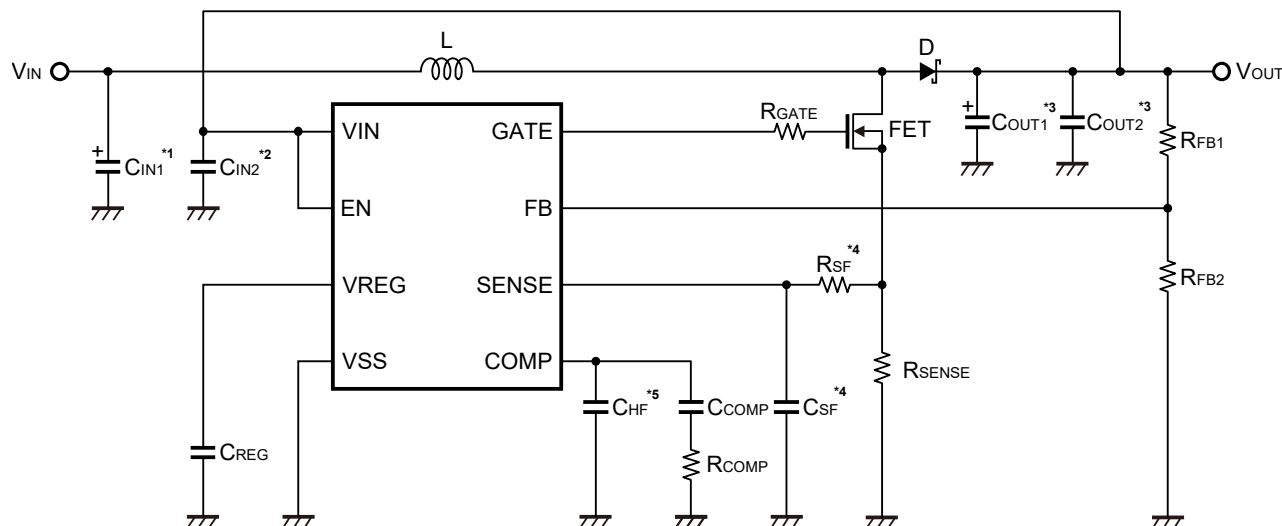 L
D
VIN
VOUT
RGATE
FET
COUT1*3
COUT2*3
RFB1
CIN1*1
CIN2*2
VIN
GATE
EN
FB
RSF*4
VREG
SENSE
RFB2
VSS
COMP
RSENSE
CHF*5
CCOMP
CSF*4
CREG
RCOMP